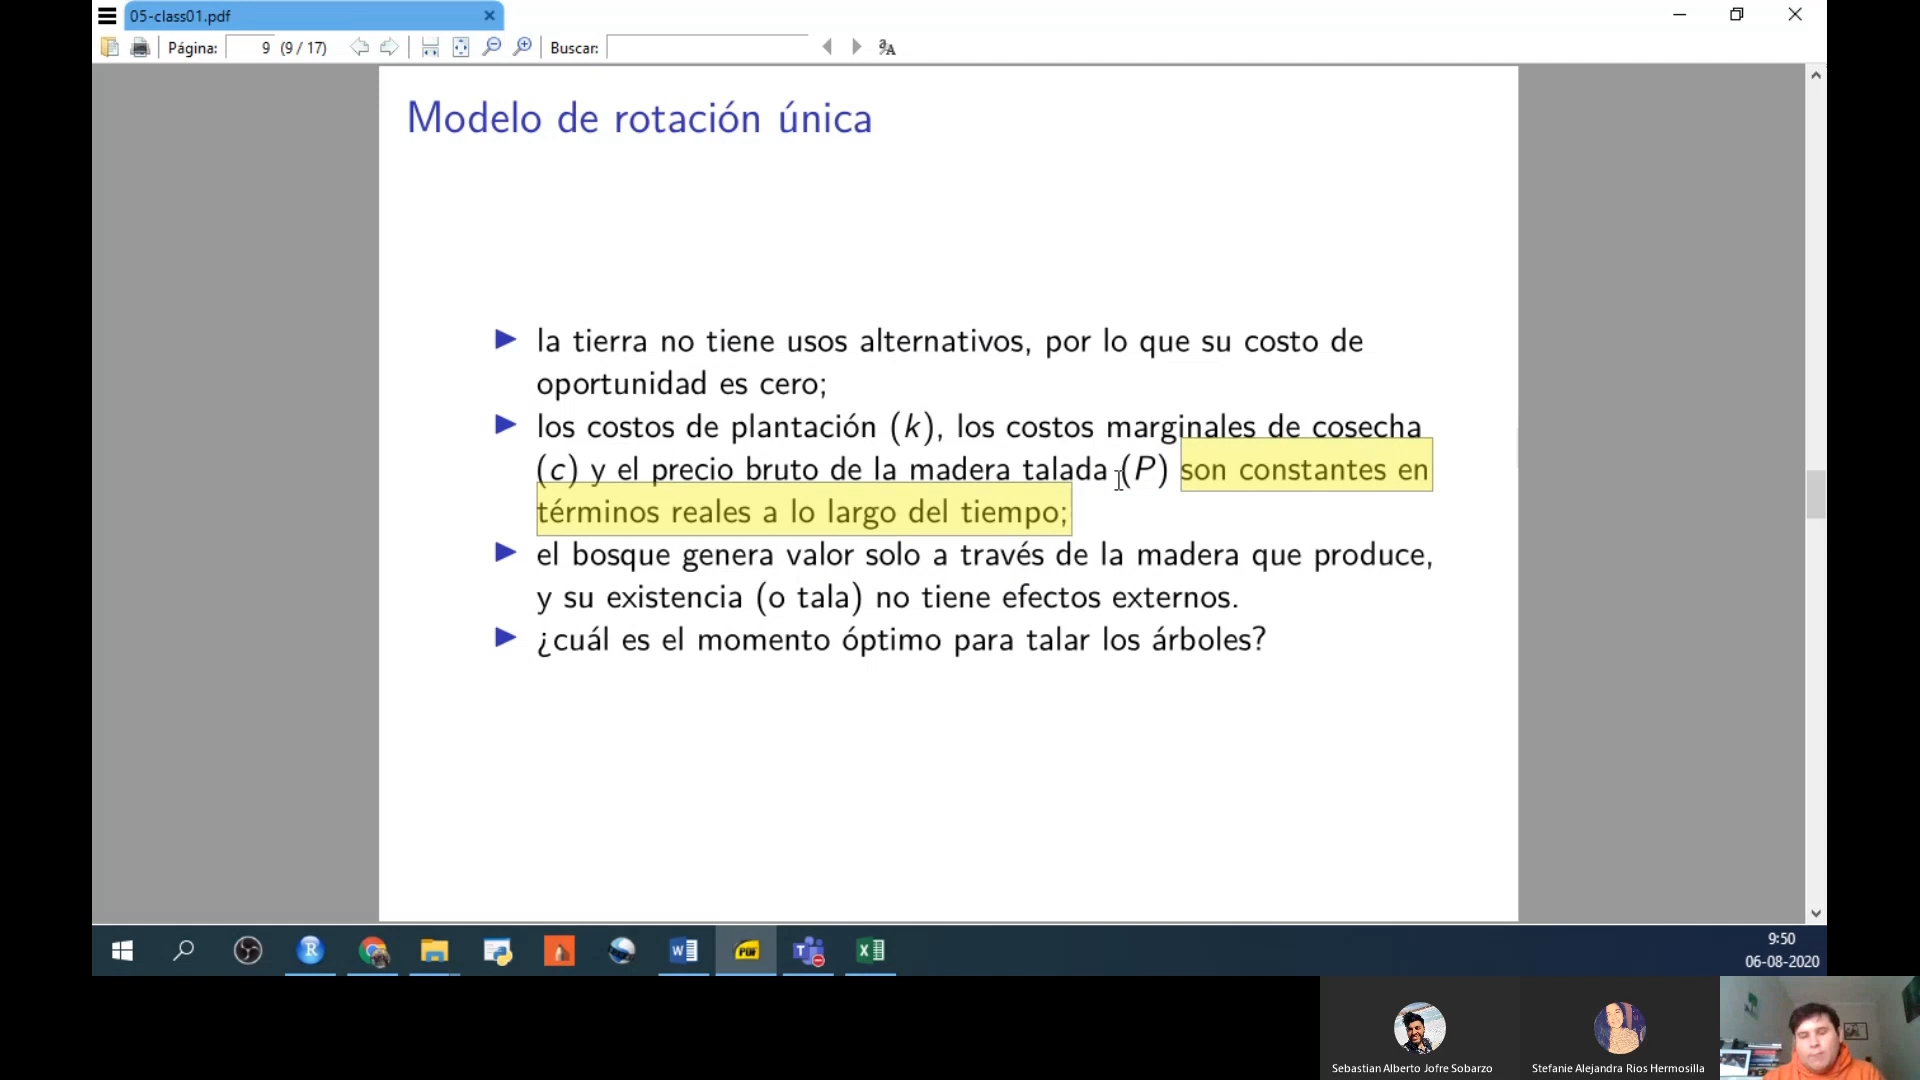 05-class01.pdf
Página: 9 (9 / 17) Buscar:
Modelo de rotación única
la tierra no tiene usos alternativos, por lo que su costo de
oportunidad es cero;
los costos de plantación (k), los costos marginales de cosecha
(c) y el precio bruto de la madera talada (P) son constantes en
términos reales a lo largo del tiempo;
el bosque genera valor solo a través de la madera que produce,
y su existencia (o tala) no tiene efectos externos.
¿cuál es el momento óptimo para talar los árboles?
9:50
06-08-2020
Sebastian Alberto Jofre Sobarzo
Stefanie Alejandra Rios Hermosilla